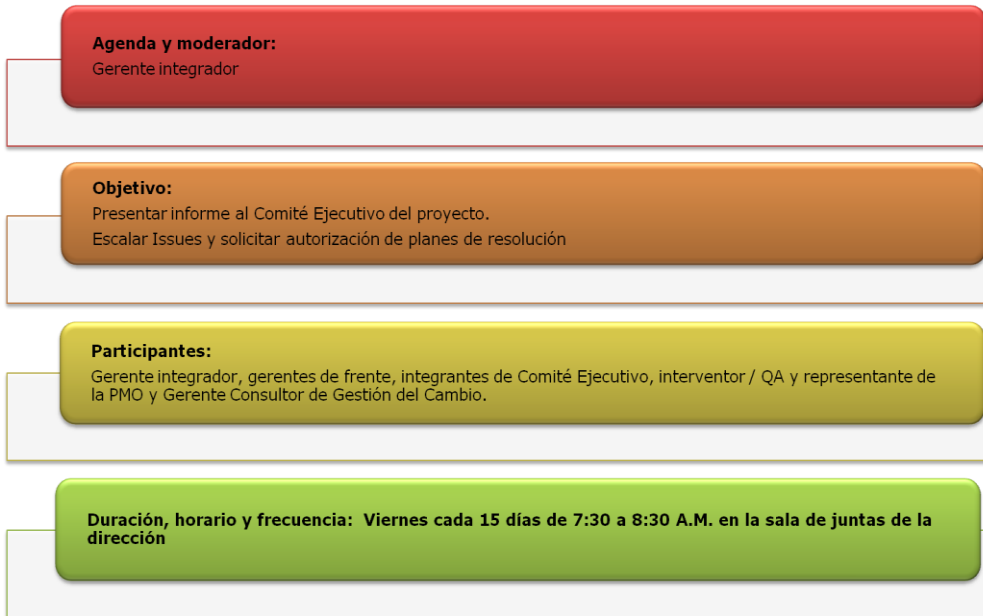 Agenda y moderador:
Gerente integrador
Objetivo:
Presentar informe al Comité Ejecutivo del proyecto.
Escalar Issues y solicitar autorización de planes de resolución
Participantes:
Gerente integrador, gerentes de frente, integrantes de Comité Ejecutivo, interventor / QA y representante de
la PMO y Gerente Consultor de Gestión del Cambio.
Duración, horario y frecuencia: Viernes cada 15 días de 7:30 a 8:30 A.M. en la sala de juntas de la
dirección